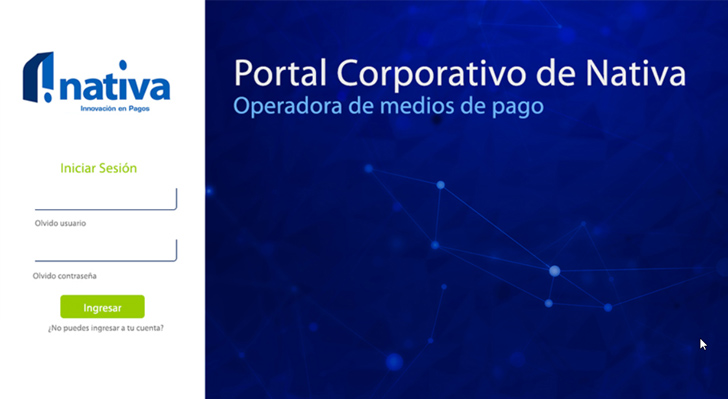 nativa
Innovación en Pagos
Iniciar Sesión
Olvido usuario
Olvido contraseña
Ingresar
¿No puedes ingresar a tu cuenta?
Portal Corporativo de Nativa
Operadora de medios de pago